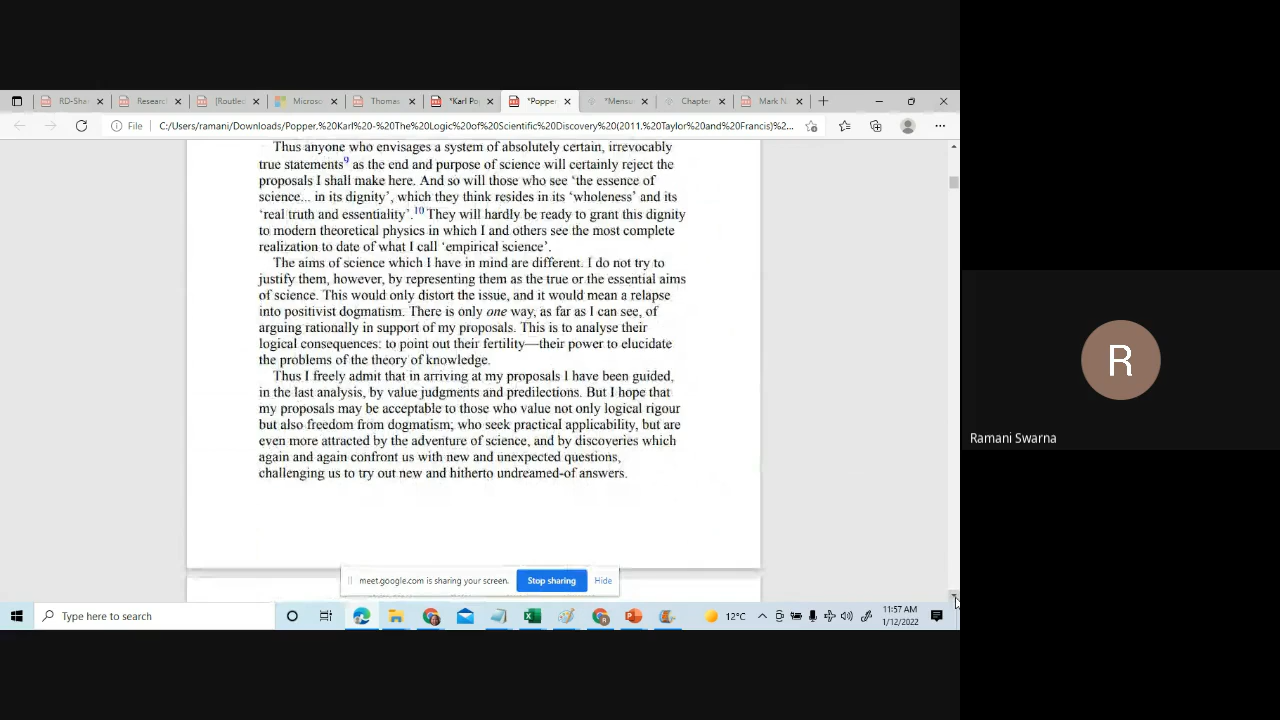 RD-Sha
Researc
[Routle
Microso
Thomas
*Karl Po
*Popper
*Mensu
Chapter
Mark N
File
C:/Users/ramani/Downloads/Popper,%20Karl%20-%20The%20Logic%20of%20Scientific%20Discovery%20(2011,%20Taylor%20and%20Francis)%2...
Thus anyone who envisages a system of absolutely certain, irrevocably
true statements9 as the end and purpose of science will certainly reject the
proposals I shall make here. And so will those who see ‘the essence of
science... in its dignity’, which they think resides in its ‘wholeness’ and its
‘real truth and essentiality’.10 They will hardly be ready to grant this dignity
to modern theoretical physics in which I and others see the most complete
realization to date of what I call ‘empirical science’.
The aims of science which I have in mind are different. I do not try to
justify them, however, by representing them as the true or the essential aims
of science. This would only distort the issue, and it would mean a relapse
into positivist dogmatism. There is only one way, as far as I can see, of
arguing rationally in support of my proposals. This is to analyse their
logical consequences: to point out their fertility—their power to elucidate
the problems of the theory of knowledge.
Thus I freely admit that in arriving at my proposals I have been guided,
in the last analysis, by value judgments and predilections. But I hope that
my proposals may be acceptable to those who value not only logical rigour
but also freedom from dogmatism; who seek practical applicability, but are
even more attracted by the adventure of science, and by discoveries which
again and again confront us with new and unexpected questions,
challenging us to try out new and hitherto undreamed-of answers.
meet.google.com is sharing your screen.
Stop sharing
Hide
Type here to search
12°C
11:57 AM
1/12/2022
R
Ramani Swarna